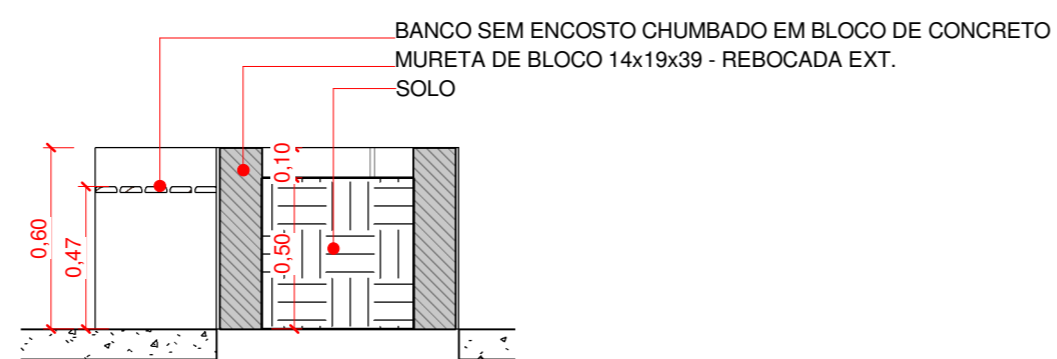 BANCO SEM ENCOSTO CHUMBADO EM BLOCO DE CONCRETO
MURETA DE BLOCO 14x19x39 - REBOCADA EXT.
SOLO
0,60
0,47
0,10
0,50